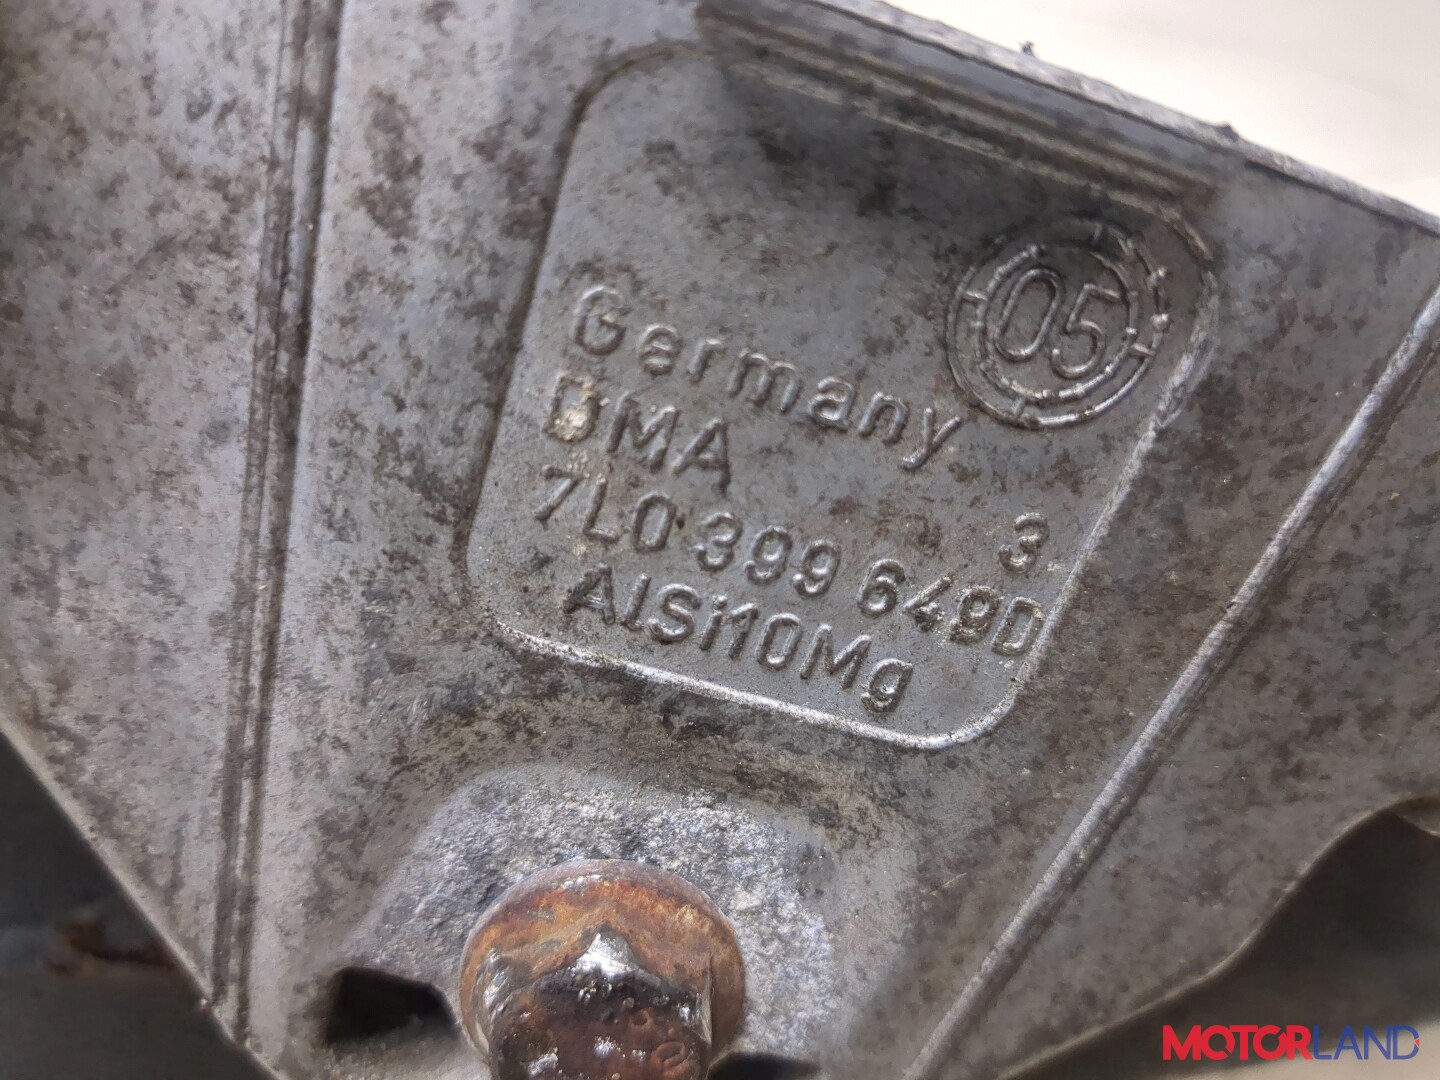 05
Germany
DMA
3
7L0 399 649D
AlSi10Mg
MOTORLAND